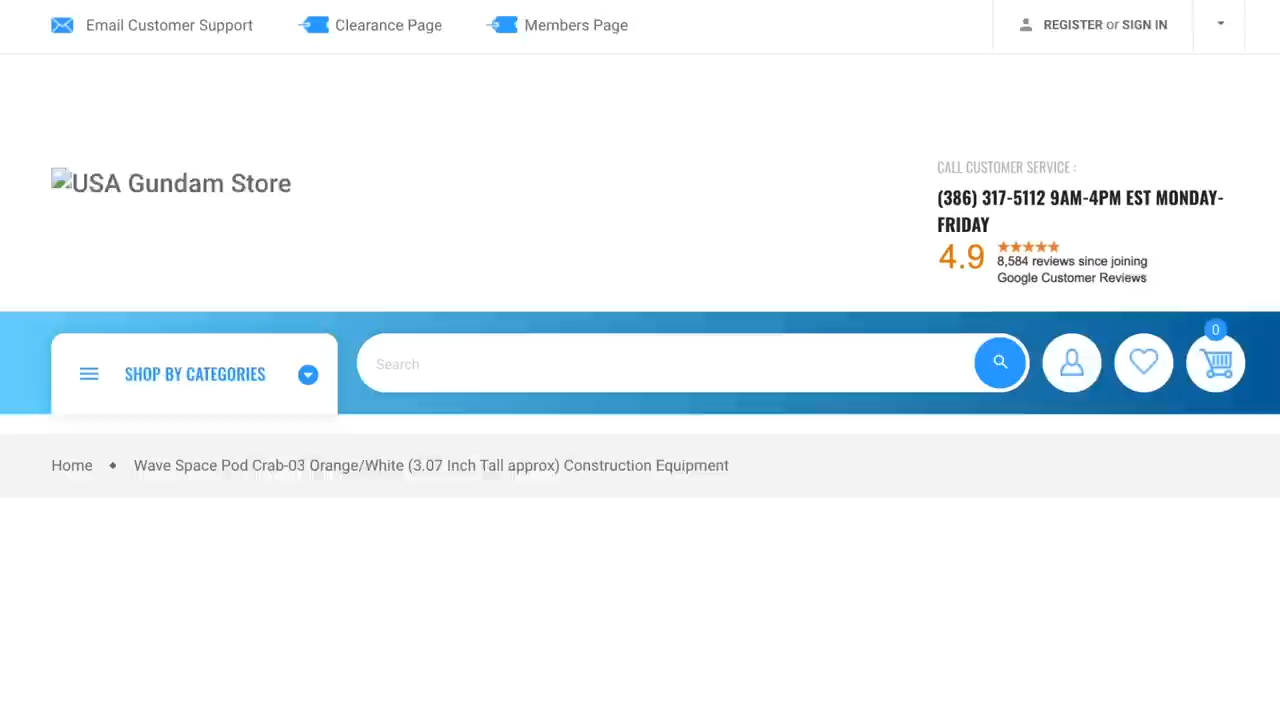 Email Customer Support
Clearance Page
Members Page
REGISTER or SIGN IN
USA Gundam Store
CALL CUSTOMER SERVICE :
(386) 317-5112 9AM-4PM EST MONDAY-
FRIDAY
4.9
8,584 reviews since joining
Google Customer Reviews
SHOP BY CATEGORIES
Search
0
Home
Wave Space Pod Crab-03 Orange/White (3.07 Inch Tall approx) Construction Equipment